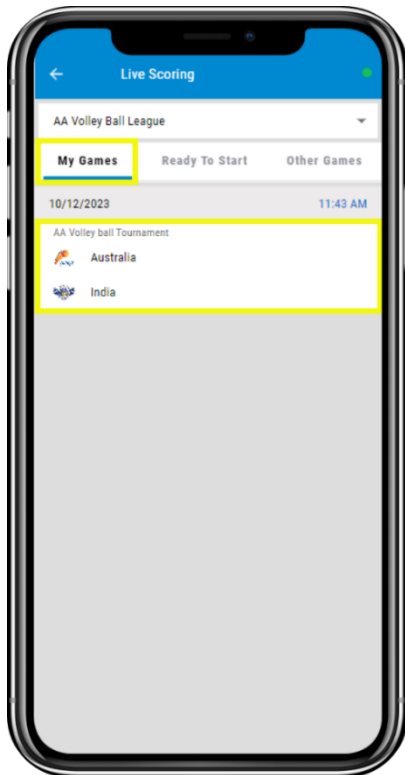 Live Scoring
AA Volley Ball League
My Games Ready To Start Other Games
10/12/2023 11:43 AM
AA Volley ball Tournament
Australia
India